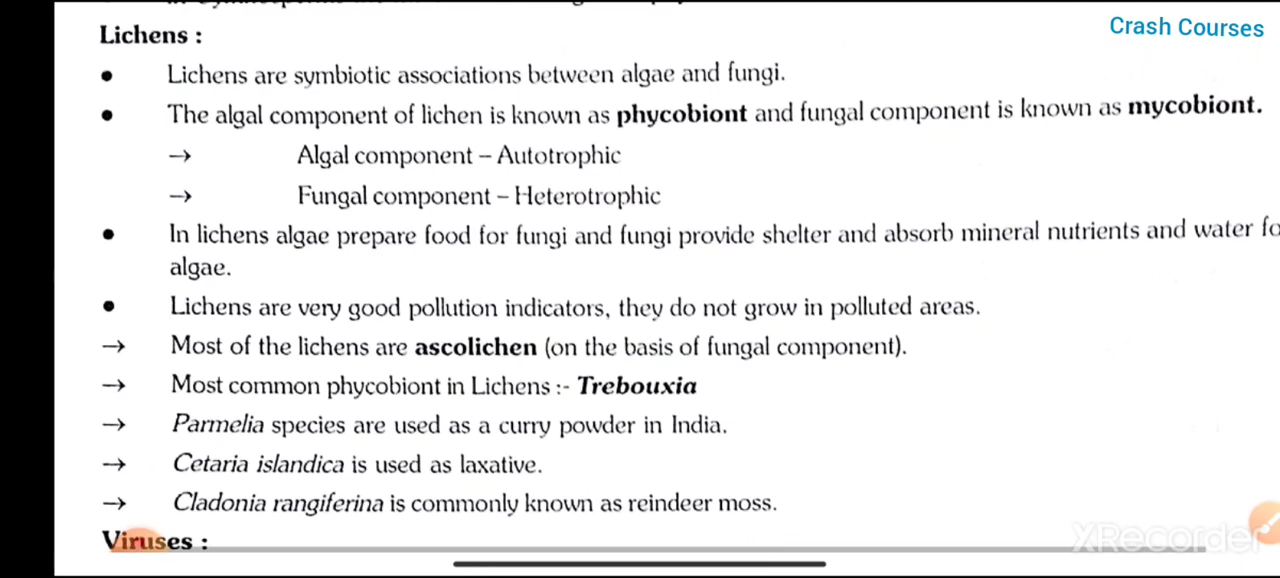 Crash Courses
Lichens :
• Lichens are symbiotic associations between algae and fungi.
• The algal component of lichen is known as phycobiont and fungal component is known as mycobiont.
→ Algal component – Autotrophic
→ Fungal component – Heterotrophic
• In lichens algae prepare food for fungi and fungi provide shelter and absorb mineral nutrients and water fo
algae.
• Lichens are very good pollution indicators, they do not grow in polluted areas.
→ Most of the lichens are ascolichen (on the basis of fungal component).
→ Most common phycobiont in Lichens :- Trebouxia
→ Parmelia species are used as a curry powder in India.
→ Cetaria islandica is used as laxative.
→ Cladonia rangiferina is commonly known as reindeer moss.
Viruses :
XRecorder